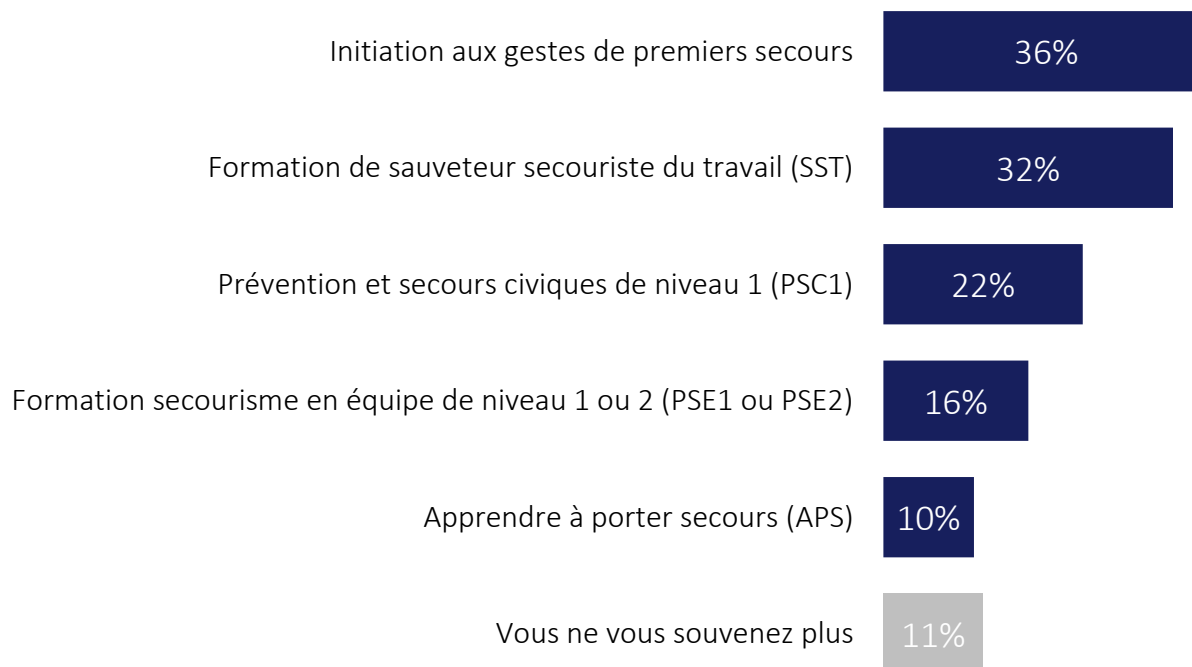 Initiation aux gestes de premiers secours 36%
Formation de sauveteur secouriste du travail (SST) 32%
Prévention et secours civiques de niveau 1 (PSC1) 22%
Formation secourisme en équipe de niveau 1 ou 2 (PSE1 ou PSE2) 16%
Apprendre à porter secours (APS) 10%
Vous ne vous souvenez plus 11%